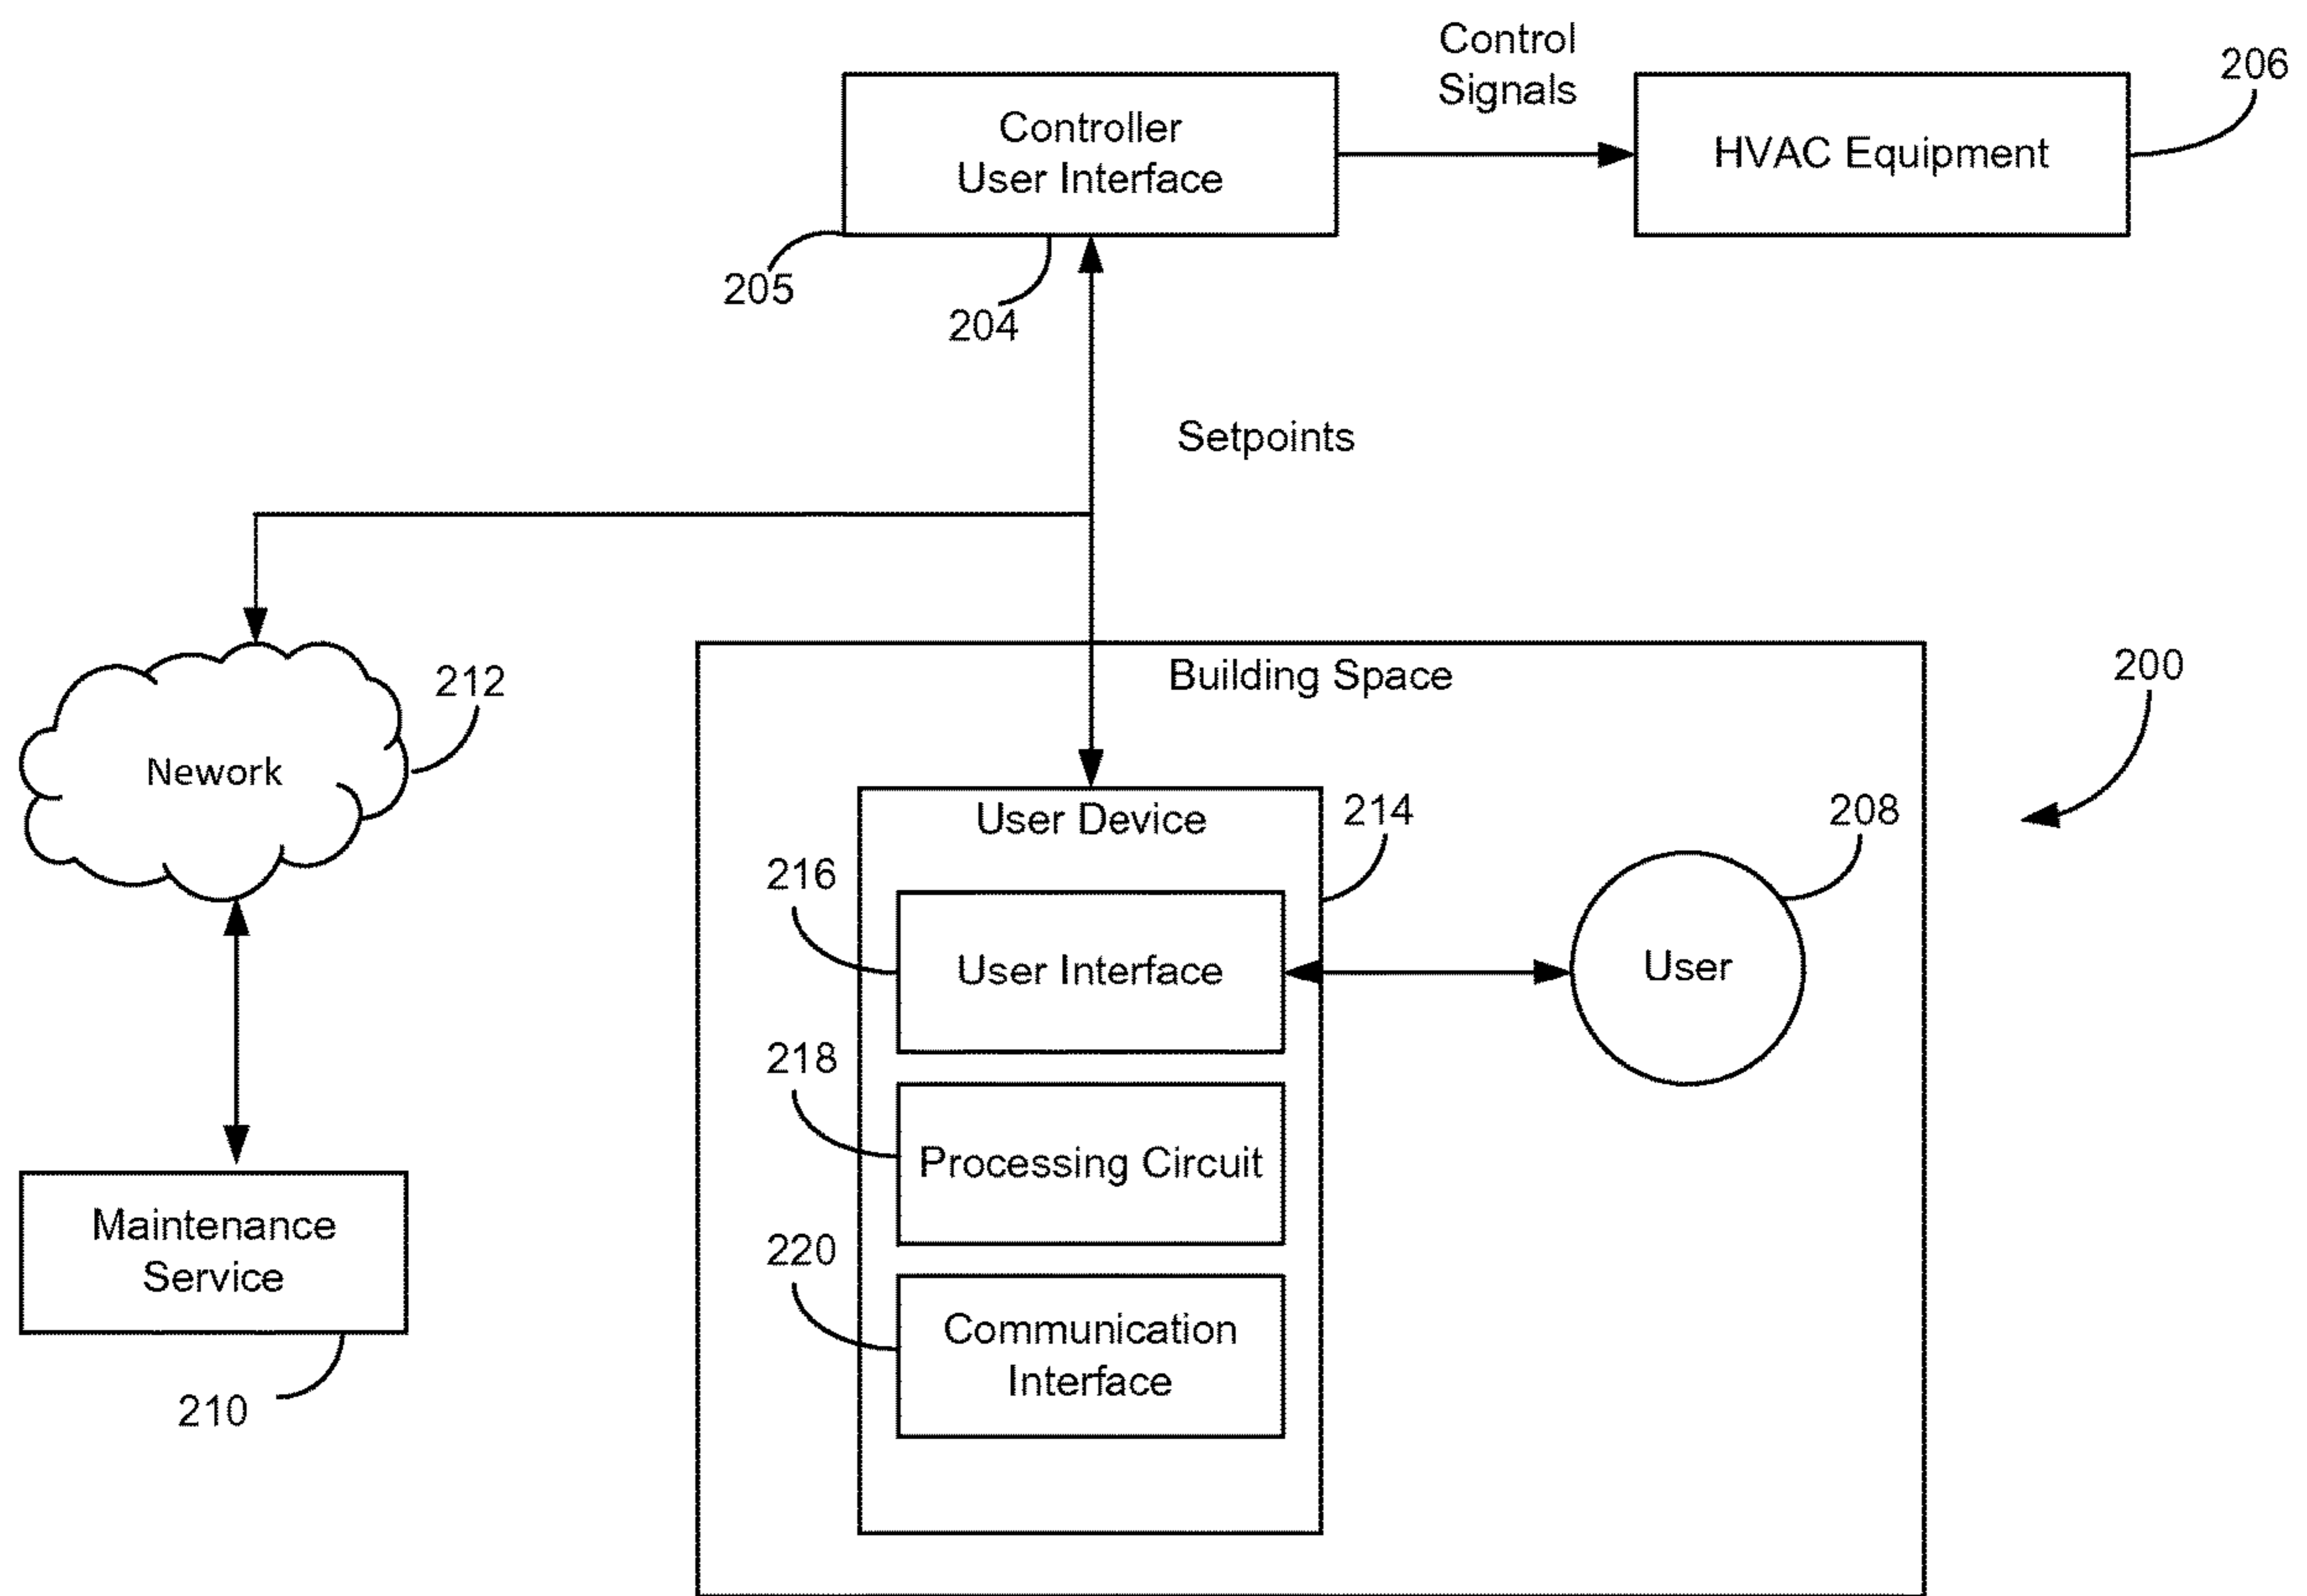 Control
Signals
206
Controller
User Interface
HVAC Equipment
205
204
Setpoints
212
Nework
Building Space
200
User Device
214
208
216
User Interface
User
218
Processing Circuit
220
Communication
Interface
Maintenance
Service
210